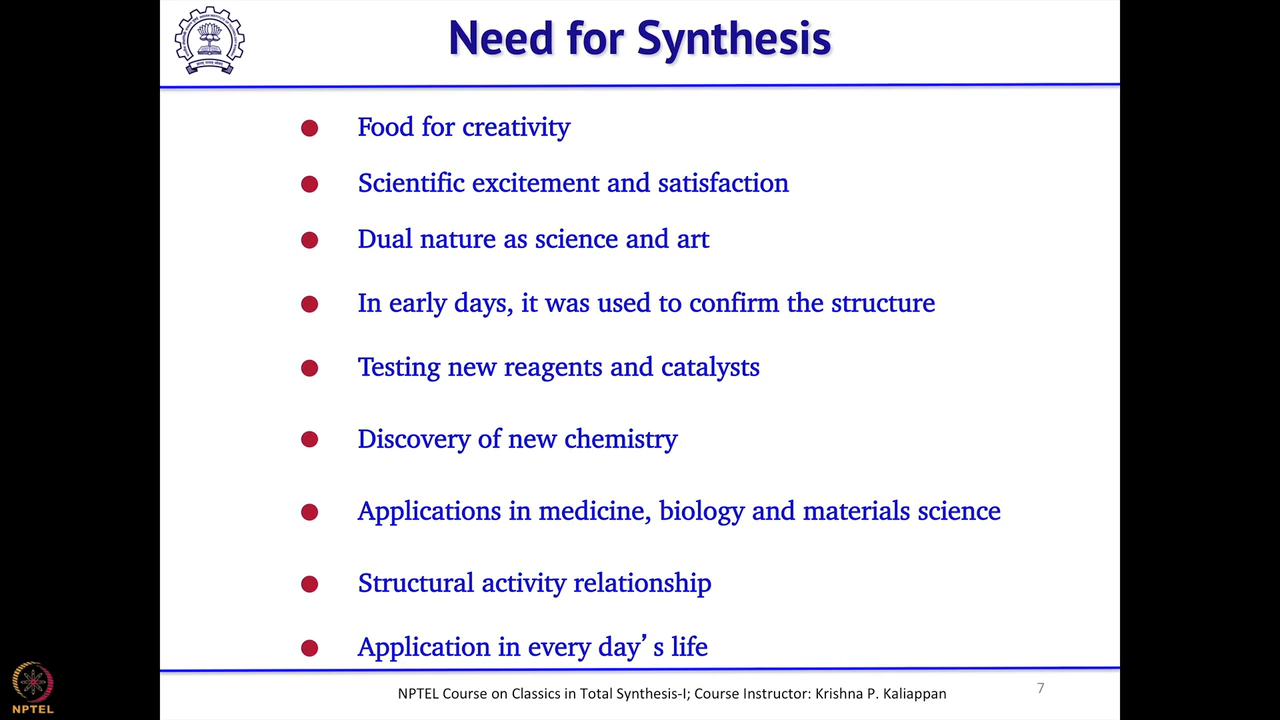 Need for Synthesis
Food for creativity
Scientific excitement and satisfaction
Dual nature as science and art
In early days, it was used to confirm the structure
Testing new reagents and catalysts
Discovery of new chemistry
Applications in medicine, biology and materials science
Structural activity relationship
Application in every day’ s life
NPTEL Course on Classics in Total Synthesis-I; Course Instructor: Krishna P. Kaliappan
7
NPTEL